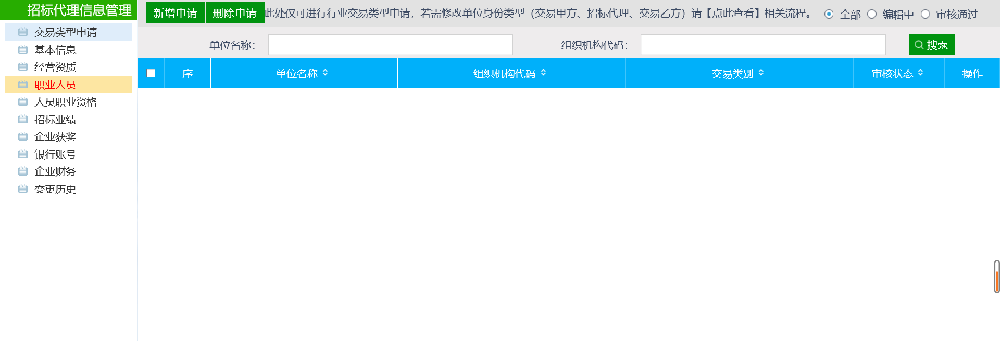 招标代理信息管理
交易类型申请
基本信息
经营资质
职业人员
人员职业资格
招标业绩
企业获奖
银行账号
企业财务
变更历史
新增申请 删除申请 此处仅可进行行业交易类型申请，若需修改单位身份类型（交易甲方、招标代理、交易乙方）请【点此查看】相关流程。 全部 编辑中 审核通过
单位名称： 组织机构代码： 搜索
序 单位名称 组织机构代码 交易类别 审核状态 操作